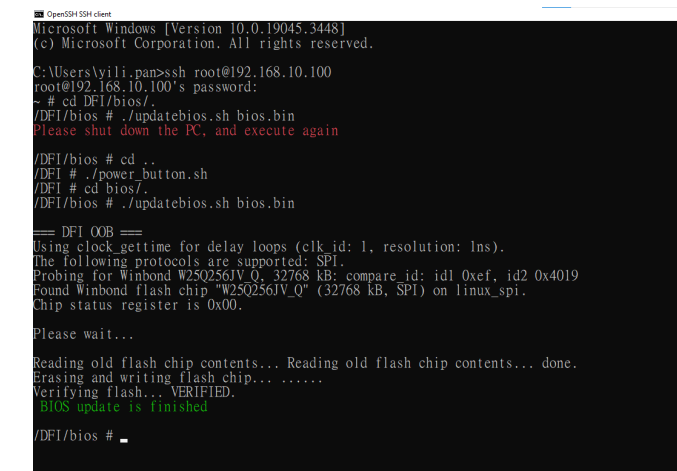 OpenSSH SSH client
Microsoft Windows [Version 10.0.19045.3448]
(c) Microsoft Corporation. All rights reserved.
C:\Users\yili.pan>ssh root@192.168.10.100
root@192.168.10.100's password:
~ # cd DFI/bios/.
/DFI/bios # ./updatebios.sh bios.bin
Please shut down the PC, and execute again
/DFI/bios # cd ..
/DFI # ./power_button.sh
/DFI # cd bios/.
/DFI/bios # ./updatebios.sh bios.bin
=== DFI OOB ===
Using clock_gettime for delay loops (clk_id: 1, resolution: 1ns).
The following protocols are supported: SPI.
Probing for Winbond W25Q256JV_Q, 32768 kB: compare_id: id1 0xef, id2 0x4019
Found Winbond flash chip "W25Q256JV_Q" (32768 kB, SPI) on linux_spi.
Chip status register is 0x00.
Please wait...
Reading old flash chip contents... Reading old flash chip contents... done.
Erasing and writing flash chip... ......
Verifying flash... VERIFIED.
BIOS update is finished
/DFI/bios #